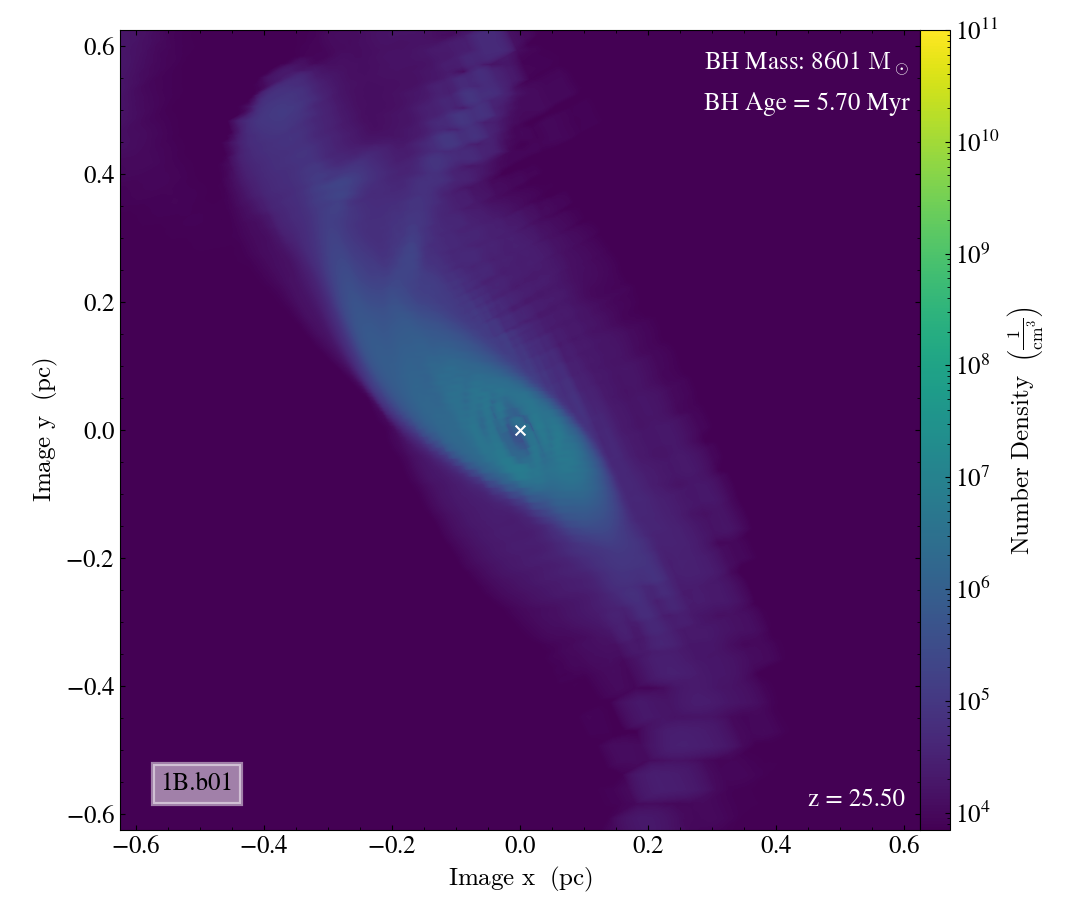 BH Mass: 8601 M☉
BH Age = 5.70 Myr
0.6
0.4
0.2
0.0
−0.2
−0.4
−0.6
Image y (pc)
1B.b01
z = 25.50
−0.6 −0.4 −0.2 0.0 0.2 0.4 0.6
Image x (pc)
10¹¹
10¹⁰
10⁹
10⁸
10⁷
10⁶
10⁵
10⁴
Number Density (1/cm³)